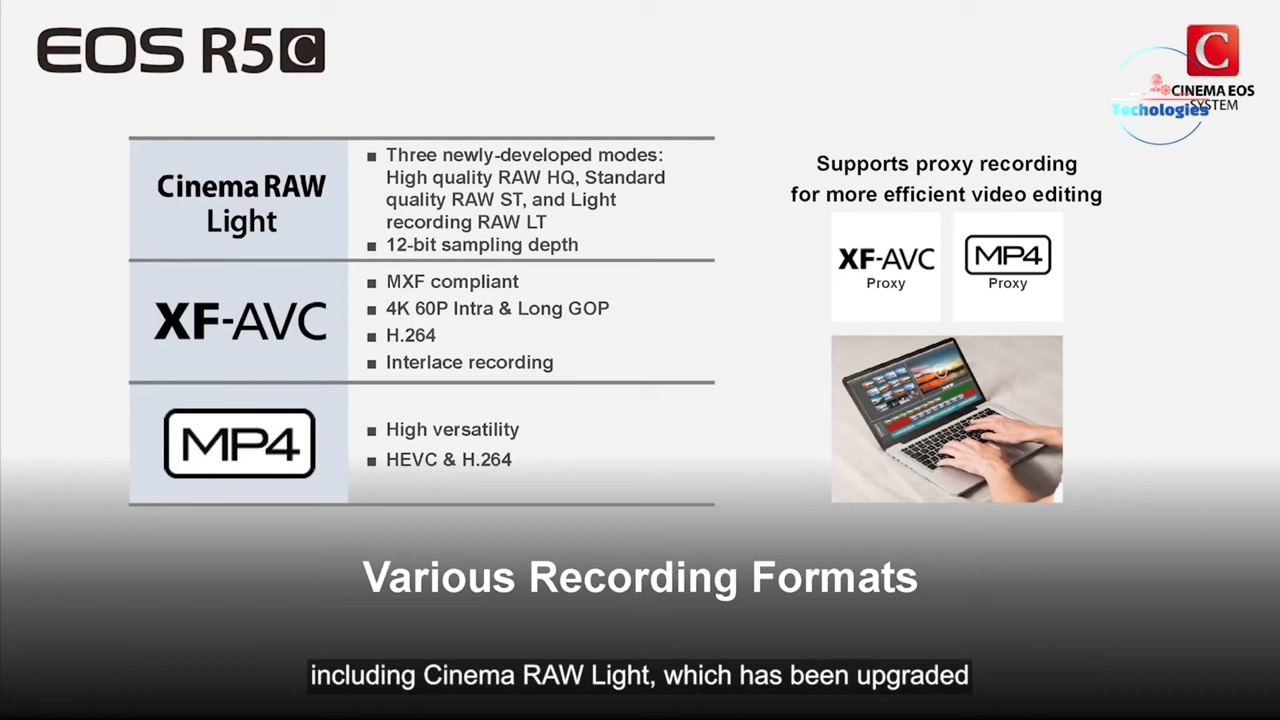 EOS R5 C
C
CINEMA EOS
SYSTEM
Techologies
Cinema RAW
Light
■ Three newly-developed modes:
High quality RAW HQ, Standard
quality RAW ST, and Light
recording RAW LT
■ 12-bit sampling depth
XF-AVC
■ MXF compliant
■ 4K 60P Intra & Long GOP
■ H.264
■ Interlace recording
MP4
■ High versatility
■ HEVC & H.264
Supports proxy recording
for more efficient video editing
XF-AVC
Proxy
MP4
Proxy
Various Recording Formats
including Cinema RAW Light, which has been upgraded